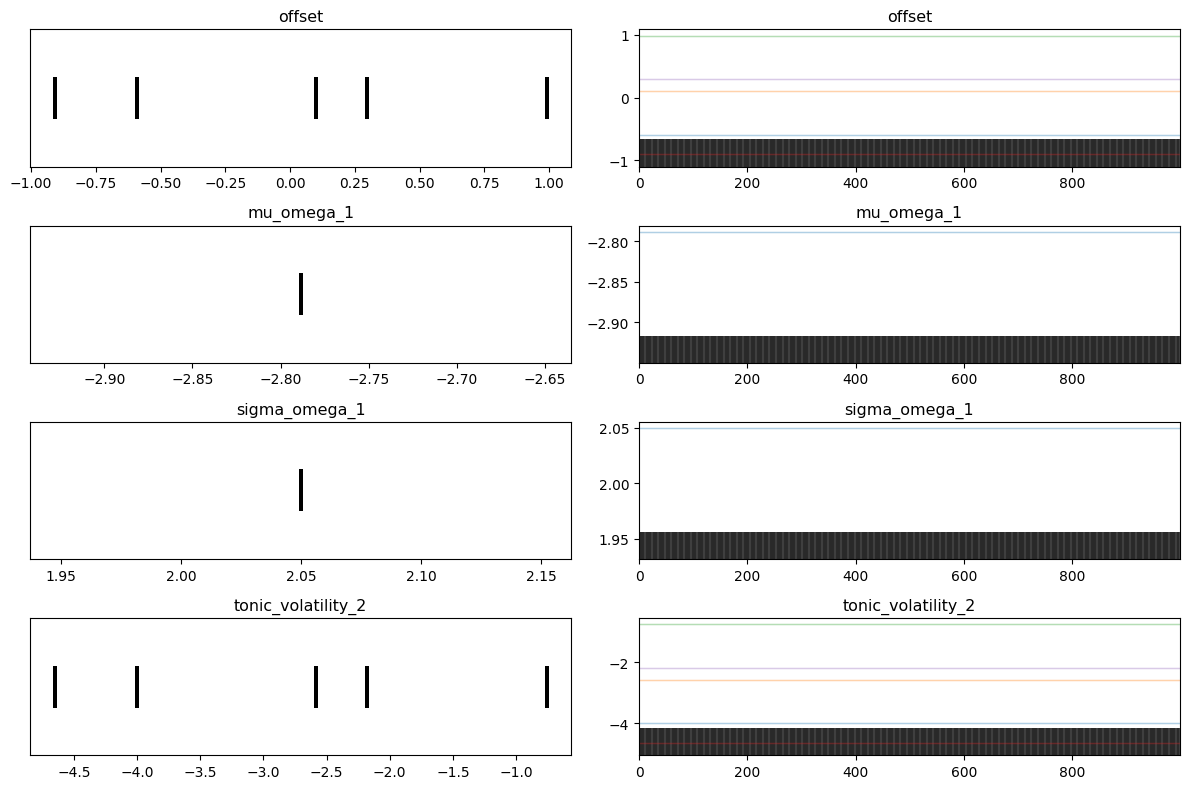 offset
−1.00 −0.75 −0.50 −0.25 0.00 0.25 0.50 0.75 1.00
offset
1
0
−1
0 200 400 600 800
mu_omega_1
−2.90 −2.85 −2.80 −2.75 −2.70 −2.65
mu_omega_1
−2.80
−2.85
−2.90
0 200 400 600 800
sigma_omega_1
1.95 2.00 2.05 2.10 2.15
sigma_omega_1
2.05
2.00
1.95
0 200 400 600 800
tonic_volatility_2
−4.5 −4.0 −3.5 −3.0 −2.5 −2.0 −1.5 −1.0
tonic_volatility_2
−2
−4
0 200 400 600 800